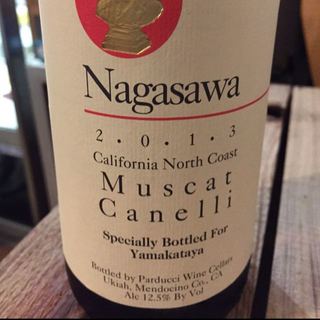 Nagasawa
2 • 0 • 1 • 3
California North Coast
Muscat
Canelli
Specially Bottled For
Yamakataya
Bottled by Parducci Wine Cellars
Ukiah, Mendocino Co., CA
Alc 12.5% By Vol